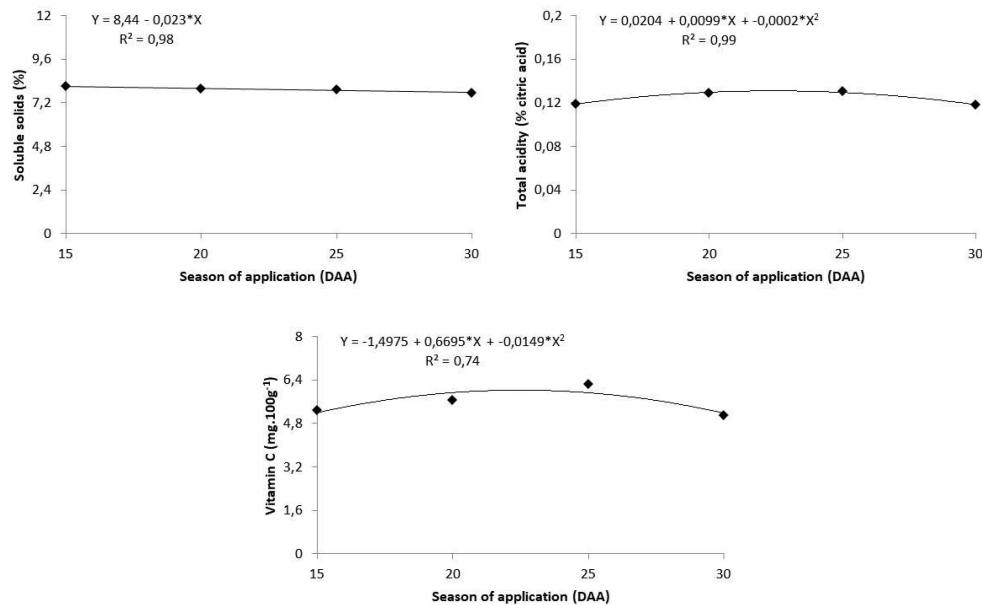 Y = 8,44 - 0,023*X
R² = 0,98
12
9,6
7,2
4,8
2,4
0
Soluble solids (%)
15 20 25 30
Season of application (DAA)
Y = 0,0204 + 0,0099*X + -0,0002*X²
R² = 0,99
0,2
0,16
0,12
0,08
0,04
0
Total acidity (% citric acid)
15 20 25 30
Season of application (DAA)
Y = -1,4975 + 0,6695*X + -0,0149*X²
R² = 0,74
8
6,4
4,8
3,2
1,6
0
Vitamin C (mg.100g⁻¹)
15 20 25 30
Season of application (DAA)